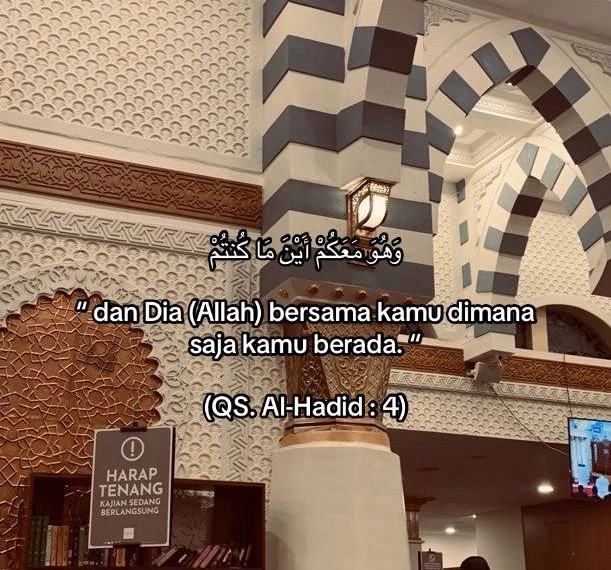 وَهُوَ مَعَكُمْ أَيْنَ مَا كُنتُمْ
“ dan Dia (Allah) bersama kamu dimana
saja kamu berada. “
(QS. Al-Hadid : 4)
HARAP
TENANG
KAJIAN SEDANG
BERLANGSUNG